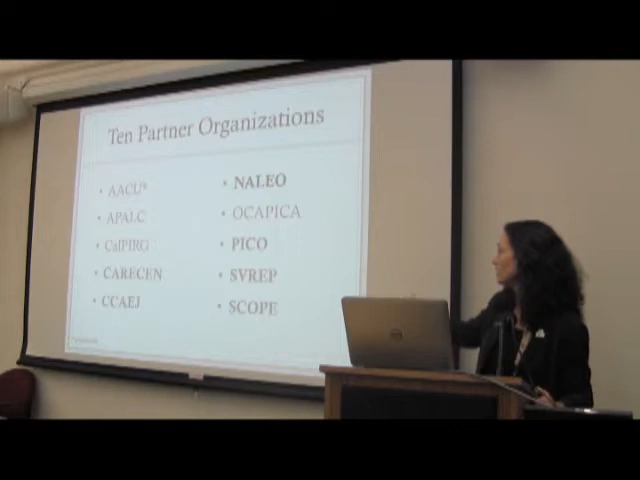 Ten Partner Organizations
• AACU*
• APALC
• CalPIRG
• CARECEN
• CCAEJ
• NALEO
• OCAPICA
• PICO
• SVREP
• SCOPE